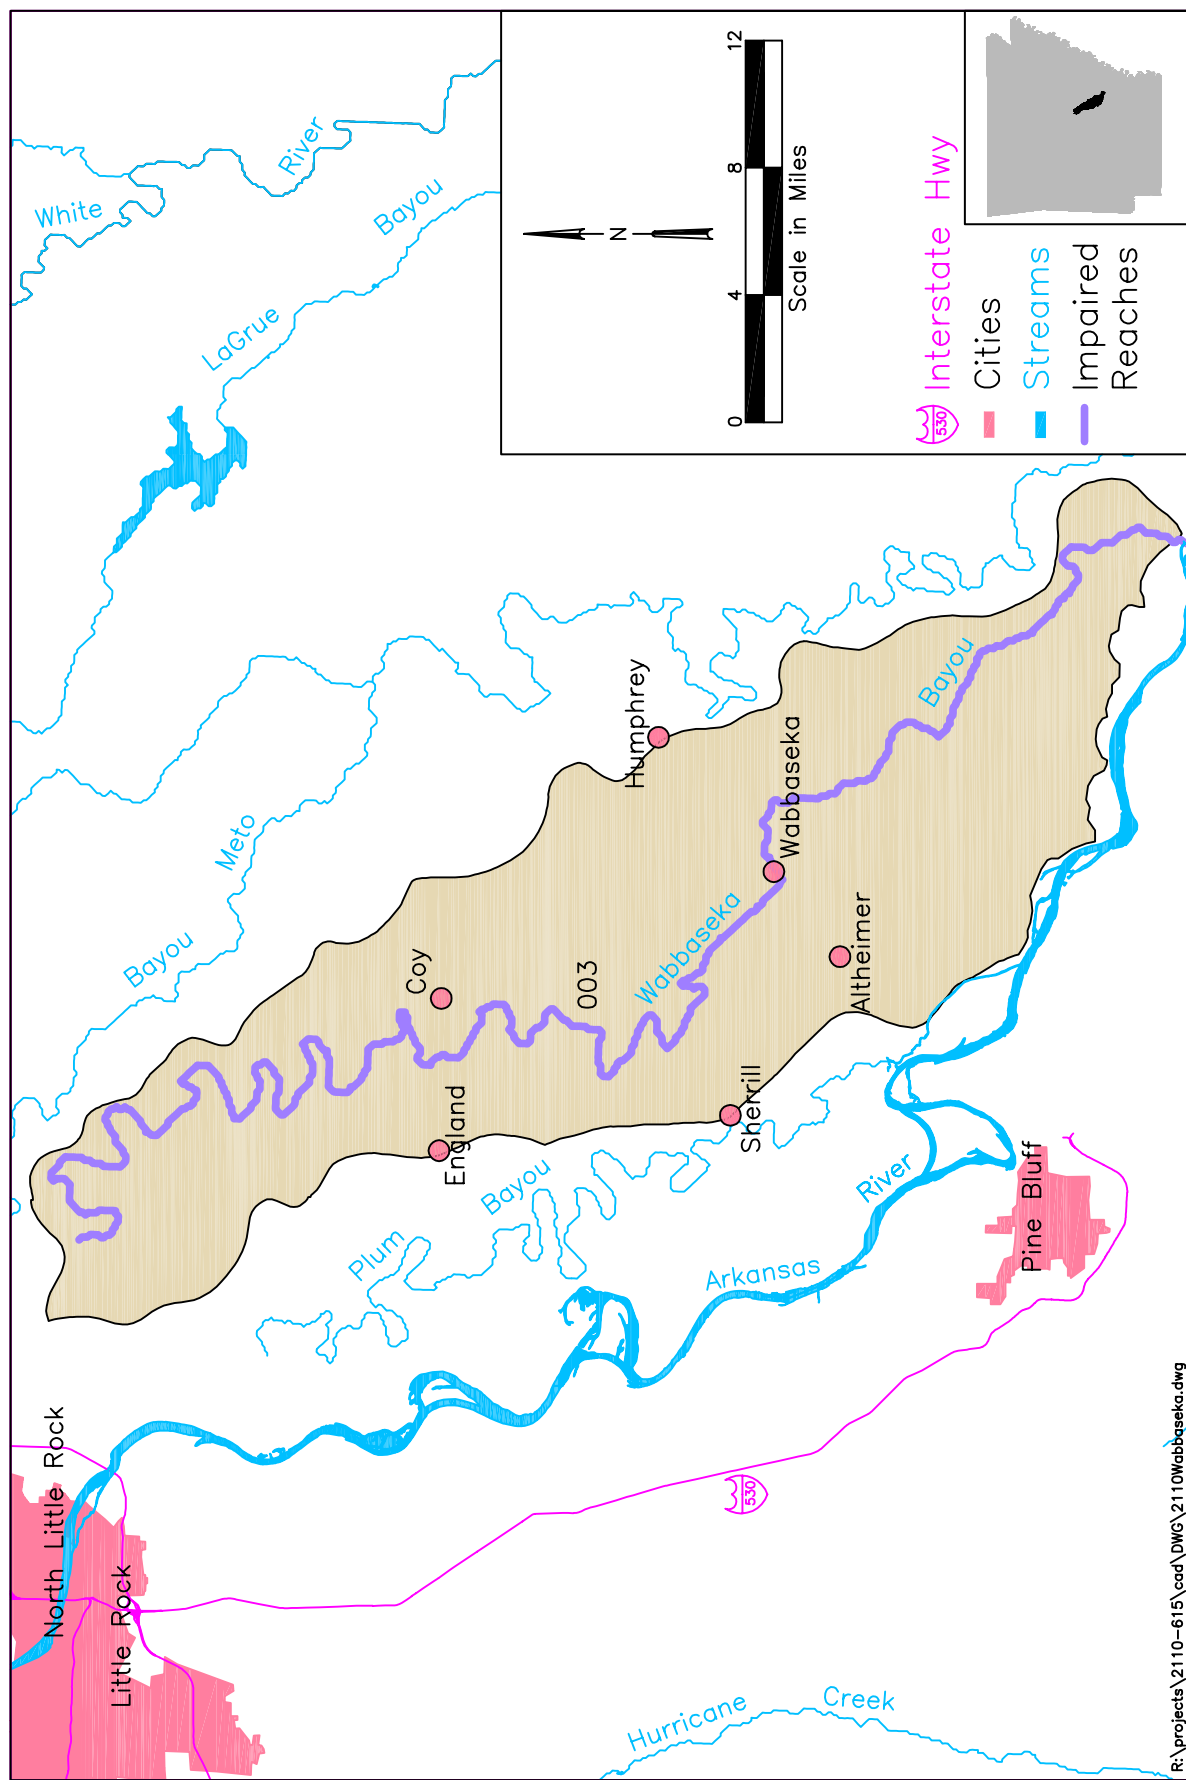 North Little Rock
Little Rock
White
River
LaGrue
Bayou
Bayou
Meto
Humphrey
Coy
England
003
Wabbaseka
Bayou
Wabbaseka
Altheimer
Sherrill
Plum
Bayou
Arkansas
River
Pine Bluff
530
Hurricane
Creek
N
0 4 8 12
Scale in Miles
530 Interstate Hwy
Cities
Streams
Impaired
Reaches
R:\projects\2110-615\cad\DWG\2110Wabbaseka.dwg